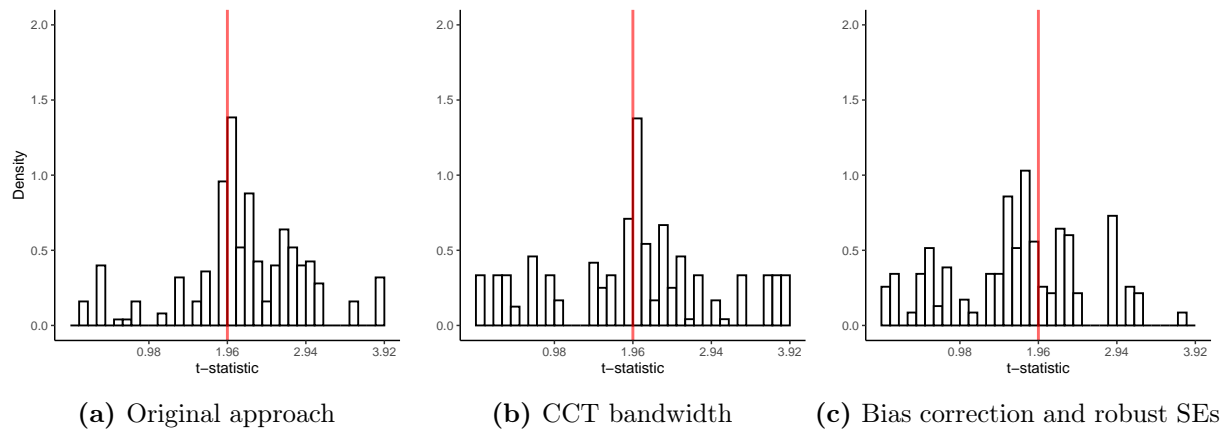 2.0
1.5
1.0
0.5
0.0
Density
0.98 1.96 2.94 3.92
t−statistic
(a) Original approach
2.0
1.5
1.0
0.5
0.0
0.98 1.96 2.94 3.92
t−statistic
(b) CCT bandwidth
2.0
1.5
1.0
0.5
0.0
0.98 1.96 2.94 3.92
t−statistic
(c) Bias correction and robust SEs